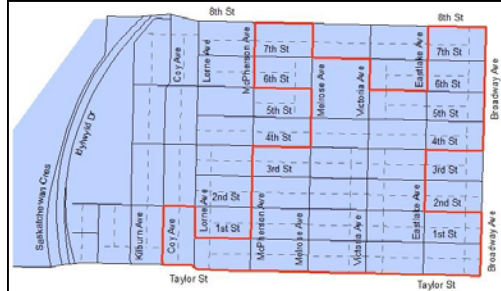 8th St
8th St
Coy Ave
Lorne Ave
McPherson Ave
7th St
Melrose Ave
Victoria Ave
Eastlake Ave
7th St
Broadway Ave
6th St
6th St
5th St
5th St
4th St
4th St
3rd St
3rd St
2nd St
2nd St
1st St
1st St
Saskatchewan Cres
Idylwyld Dr
Kilburn Ave
Coy Ave
Lorne Ave
McPherson Ave
Melrose Ave
Victoria Ave
Eastlake Ave
Broadway Ave
Taylor St
Taylor St